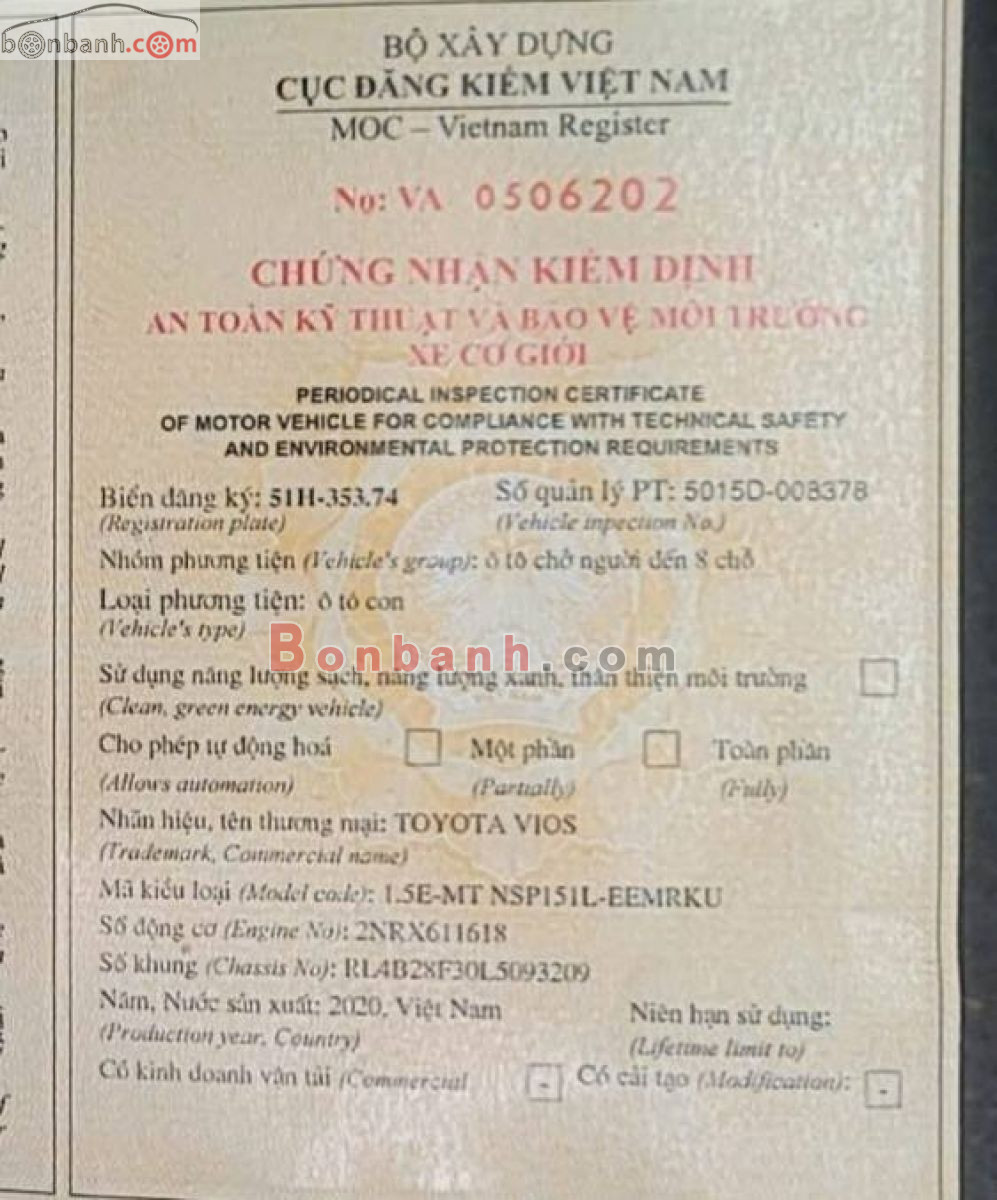 bonbanh.com
BỘ XÂY DỰNG
CỤC ĐĂNG KIỂM VIỆT NAM
MOC – Vietnam Register
Nọ: VA 0506202
CHỨNG NHẬN KIỂM ĐỊNH
AN TOÀN KỸ THUẬT VÀ BẢO VỆ MÔI TRƯỜNG
XE CƠ GIỚI
PERIODICAL INSPECTION CERTIFICATE
OF MOTOR VEHICLE FOR COMPLIANCE WITH TECHNICAL SAFETY
AND ENVIRONMENTAL PROTECTION REQUIREMENTS
Biển đăng ký: 51H-353.74 Số quản lý PT: 5015D-008378
(Registration plate) (Vehicle inpection No.)
Nhóm phương tiện (Vehicle's group): ô tô chở người đến 8 chỗ
Loại phương tiện: ô tô con
(Vehicle's type)
Bonbanh.com
Sử dụng năng lượng sạch, năng lượng xanh, thân thiện môi trường
(Clean, green energy vehicle)
Cho phép tự động hoá Một phần Toàn phần
(Allows automation) (Partially) (Fully)
Nhãn hiệu, tên thương mại: TOYOTA VIOS
(Trademark, Commercial name)
Mã kiểu loại (Model code): 1.5E-MT NSP151L-EEMRKU
Số động cơ (Engine No): 2NRX611618
Số khung (Chassis No): RL4B28F30L5093209
Năm, Nước sản xuất: 2020, Việt Nam Niên hạn sử dụng:
(Production year, Country) (Lifetime limit to)
Có kinh doanh vận tải (Commercial - Có cải tạo (Modification): -